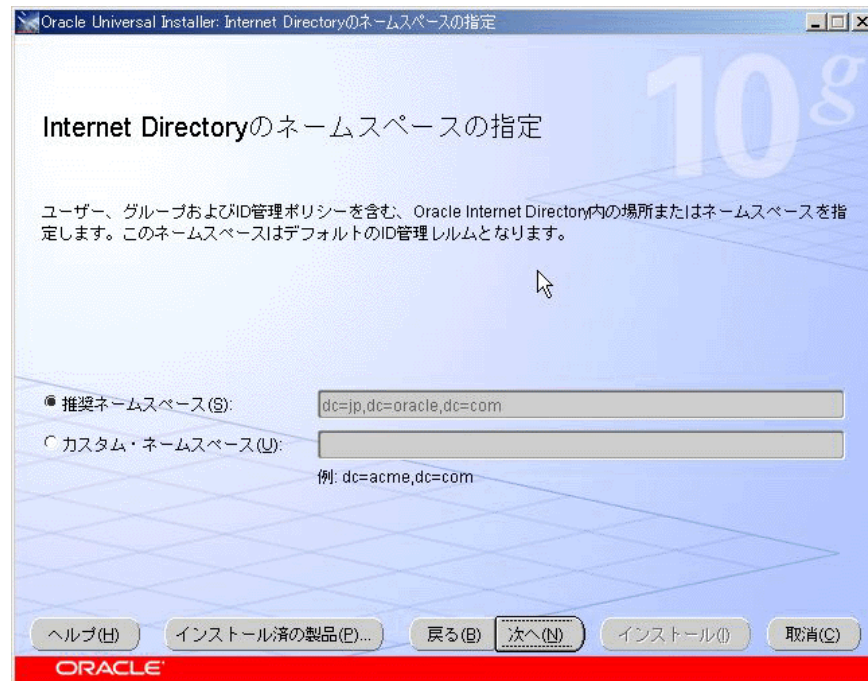 Oracle Universal Installer: Internet Directoryのネームスペースの指定
10g
Internet Directoryのネームスペースの指定
ユーザー、グループおよびID管理ポリシーを含む、Oracle Internet Directory内の場所またはネームスペースを指
定します。このネームスペースはデフォルトのID管理レルムとなります。
推奨ネームスペース(S): dc=jp,dc=oracle,dc=com
カスタム・ネームスペース(U):
例: dc=acme,dc=com
ヘルプ(H) インストール済の製品(P)... 戻る(B) 次へ(N) インストール(I) 取消(C)
ORACLE